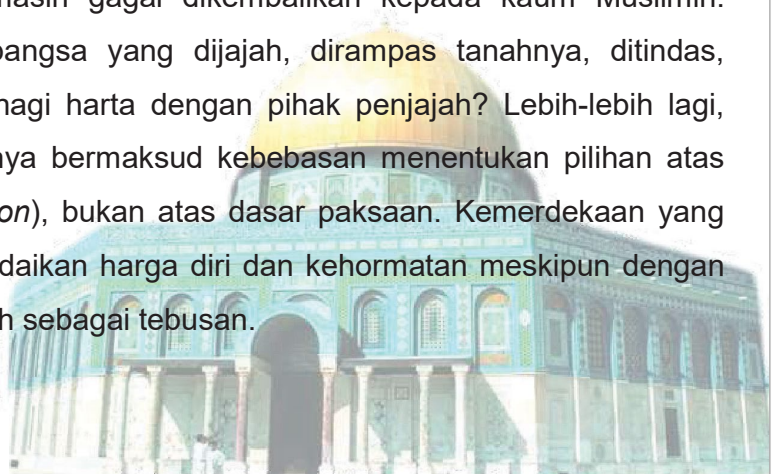 masih gagal dikembalikan kepada kaum Muslimin.
bangsa yang dijajah, dirampas tanahnya, ditindas,
nagi harta dengan pihak penjajah? Lebih-lebih lagi,
nya bermaksud kebebasan menentukan pilihan atas
on), bukan atas dasar paksaan. Kemerdekaan yang
daikan harga diri dan kehormatan meskipun dengan
h sebagai tebusan.